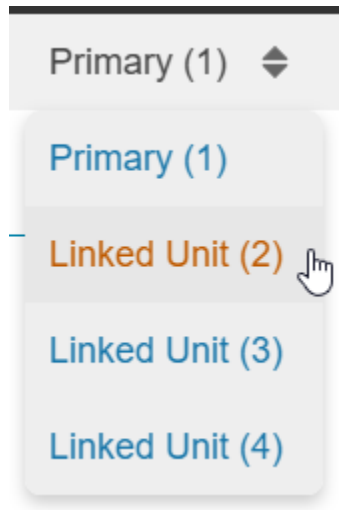 Primary (1)
Primary (1)
Linked Unit (2)
Linked Unit (3)
Linked Unit (4)